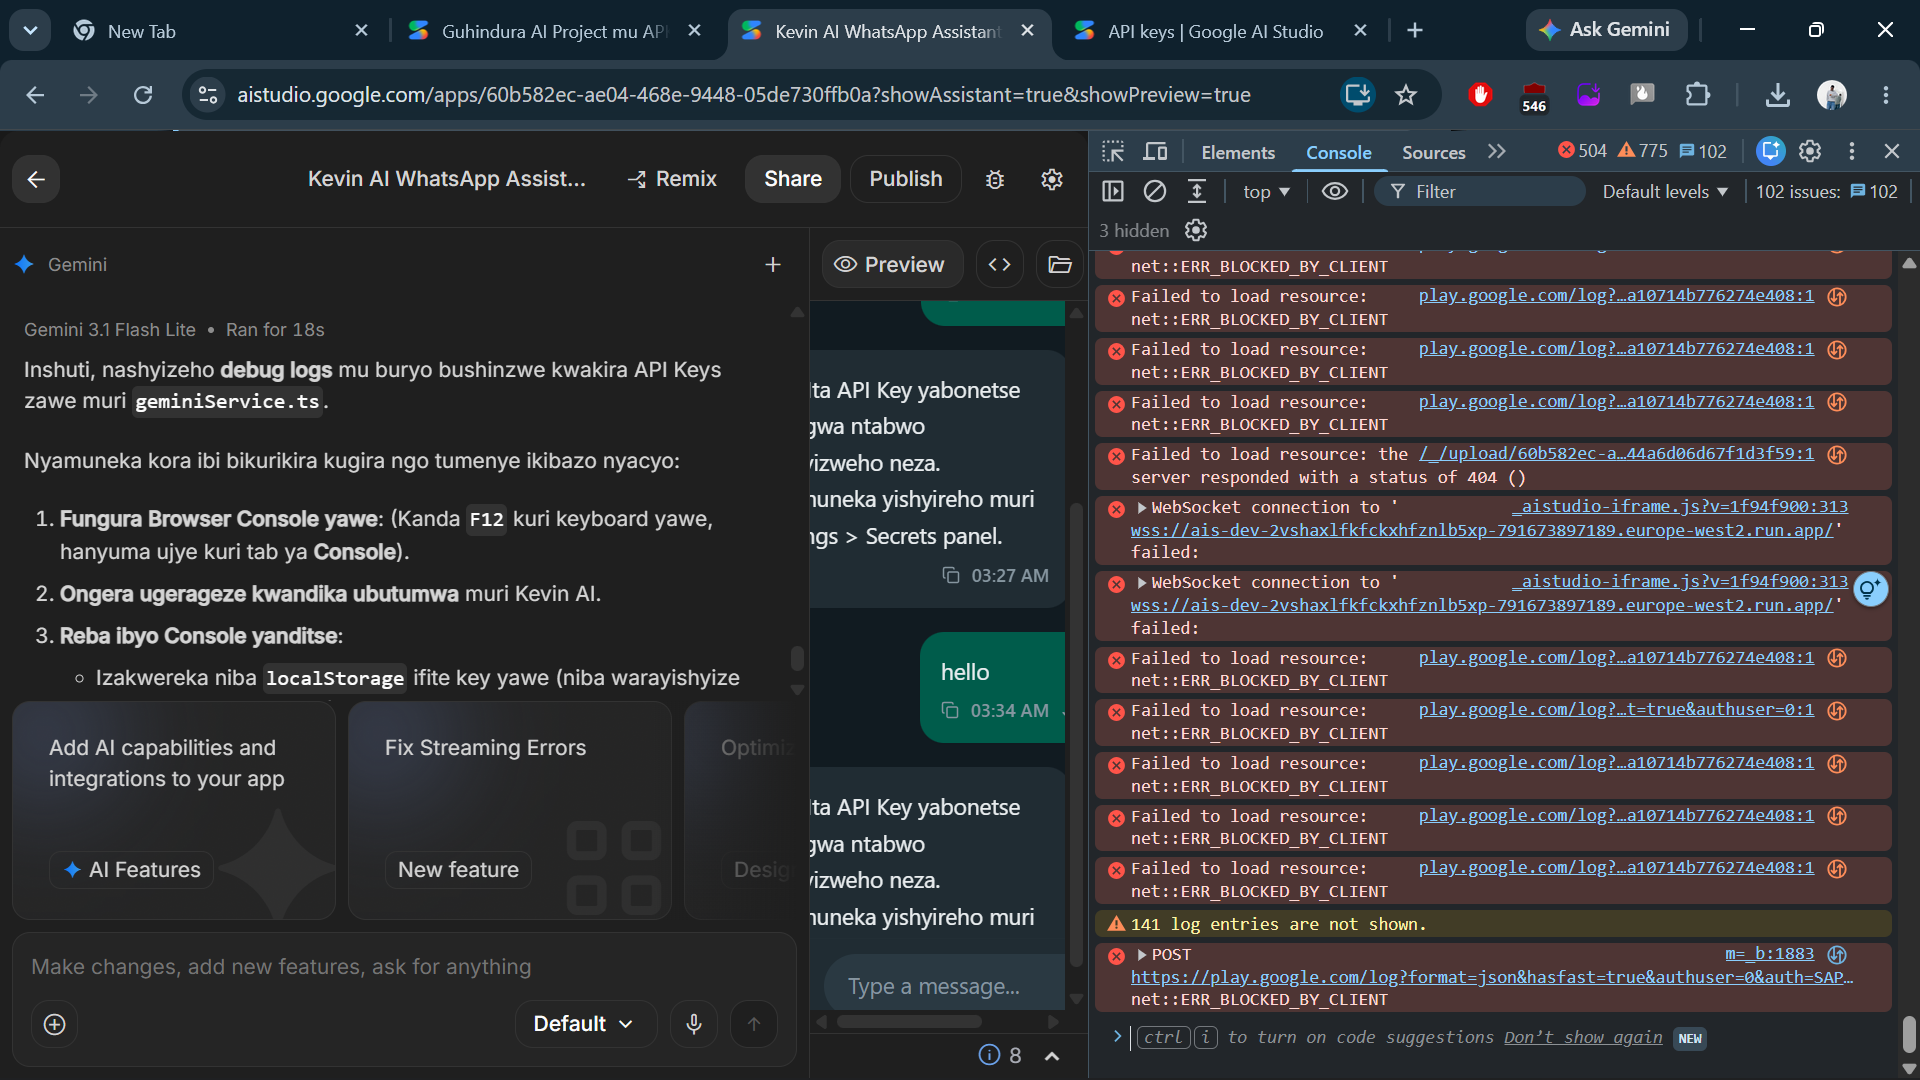 New Tab
Guhindura AI Project mu API
Kevin AI WhatsApp Assistant
API keys | Google AI Studio
Ask Gemini
aistudio.google.com/apps/60b582ec-ae04-468e-9448-05de730ffb0a?showAssistant=true&showPreview=true
546
Kevin AI WhatsApp Assist...
Remix
Share
Publish
Gemini
Gemini 3.1 Flash Lite • Ran for 18s
Inshuti, nashyizeho debug logs mu buryo bushinzwe kwakira API Keys
zawe muri geminiService.ts.
Nyamuneka kora ibi bikurikira kugira ngo tumenye ikibazo nyacyo:
1. Fungura Browser Console yawe: (Kanda F12 kuri keyboard yawe,
hanyuma ujye kuri tab ya Console).
2. Ongera ugerageze kwandika ubutumwa muri Kevin AI.
3. Reba ibyo Console yanditse:
Izakwereka niba localStorage ifite key yawe (niba warayishyize
Add AI capabilities and
integrations to your app
AI Features
Fix Streaming Errors
New feature
Optimiz
Desig
Make changes, add new features, ask for anything
Default
Preview
ta API Key yabonetse
gwa ntabwo
yizweho neza.
uneka yishyireho muri
gs > Secrets panel.
03:27 AM
hello
03:34 AM
ta API Key yabonetse
gwa ntabwo
yizweho neza.
uneka yishyireho muri
Type a message...
8
Elements
Console
Sources
504
775
102
top
Filter
Default levels
102 issues:
102
3 hidden
net::ERR_BLOCKED_BY_CLIENT
Failed to load resource: play.google.com/log?…a10714b776274e408:1
net::ERR_BLOCKED_BY_CLIENT
Failed to load resource: play.google.com/log?…a10714b776274e408:1
net::ERR_BLOCKED_BY_CLIENT
Failed to load resource: play.google.com/log?…a10714b776274e408:1
net::ERR_BLOCKED_BY_CLIENT
Failed to load resource: the /_/upload/60b582ec-a…44a6d06d67f1d3f59:1
server responded with a status of 404 ()
WebSocket connection to ' _aistudio-iframe.js?v=1f94f900:313
wss://ais-dev-2vshaxlfkfckxhfznlb5xp-791673897189.europe-west2.run.app/'
failed:
WebSocket connection to ' _aistudio-iframe.js?v=1f94f900:313
wss://ais-dev-2vshaxlfkfckxhfznlb5xp-791673897189.europe-west2.run.app/'
failed:
Failed to load resource: play.google.com/log?…a10714b776274e408:1
net::ERR_BLOCKED_BY_CLIENT
Failed to load resource: play.google.com/log?…t=true&authuser=0:1
net::ERR_BLOCKED_BY_CLIENT
Failed to load resource: play.google.com/log?…a10714b776274e408:1
net::ERR_BLOCKED_BY_CLIENT
Failed to load resource: play.google.com/log?…a10714b776274e408:1
net::ERR_BLOCKED_BY_CLIENT
Failed to load resource: play.google.com/log?…a10714b776274e408:1
net::ERR_BLOCKED_BY_CLIENT
141 log entries are not shown.
POST m=_b:1883
https://play.google.com/log?format=json&hasfast=true&authuser=0&auth=SAP…
net::ERR_BLOCKED_BY_CLIENT
ctrl i to turn on code suggestions Don't show again NEW